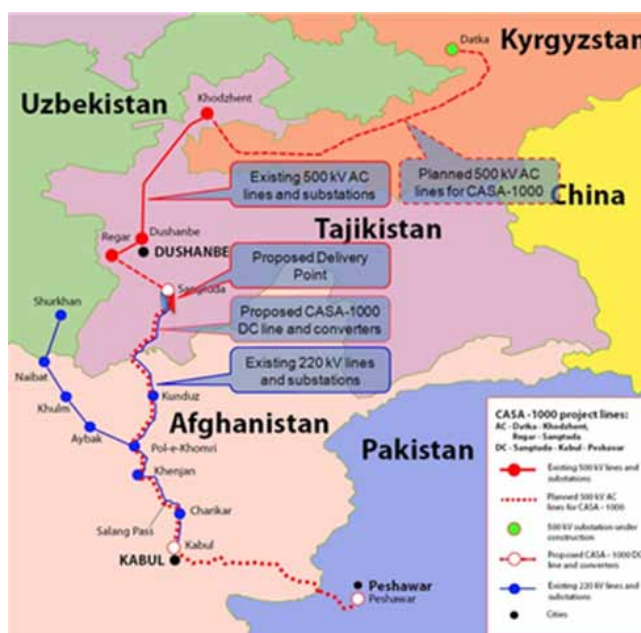 Kyrgyzstan
Datka
Uzbekistan
Khodzhent
Existing 500 kV AC
lines and substations
Planned 500 kV AC
lines for CASA-1000
China
Dushanbe
Regar
DUSHANBE
Tajikistan
Proposed Delivery
Point
Sangtuda
Shurkhan
Proposed CASA-1000
DC line and converters
Existing 220 kV lines
and substations
Naibat
Kunduz
Khulm
Afghanistan
Aybak
Pol-e-Khomri
Pakistan
Khenjan
Charikar
Salang Pass
Kabul
KABUL
Peshawar
Peshawar
CASA -1000 project lines:
AC - Datka - Khodzhent,
Regar - Sangtuda
DC - Sangtuda - Kabul - Peshawar
Existing 500 kV lines and
substations
Planned 500 kV AC
lines for CASA - 1000
500 kV substation under
construction
Proposed CASA - 1000 DC
line and converters
Existing 220 kV lines and
substations
Cities